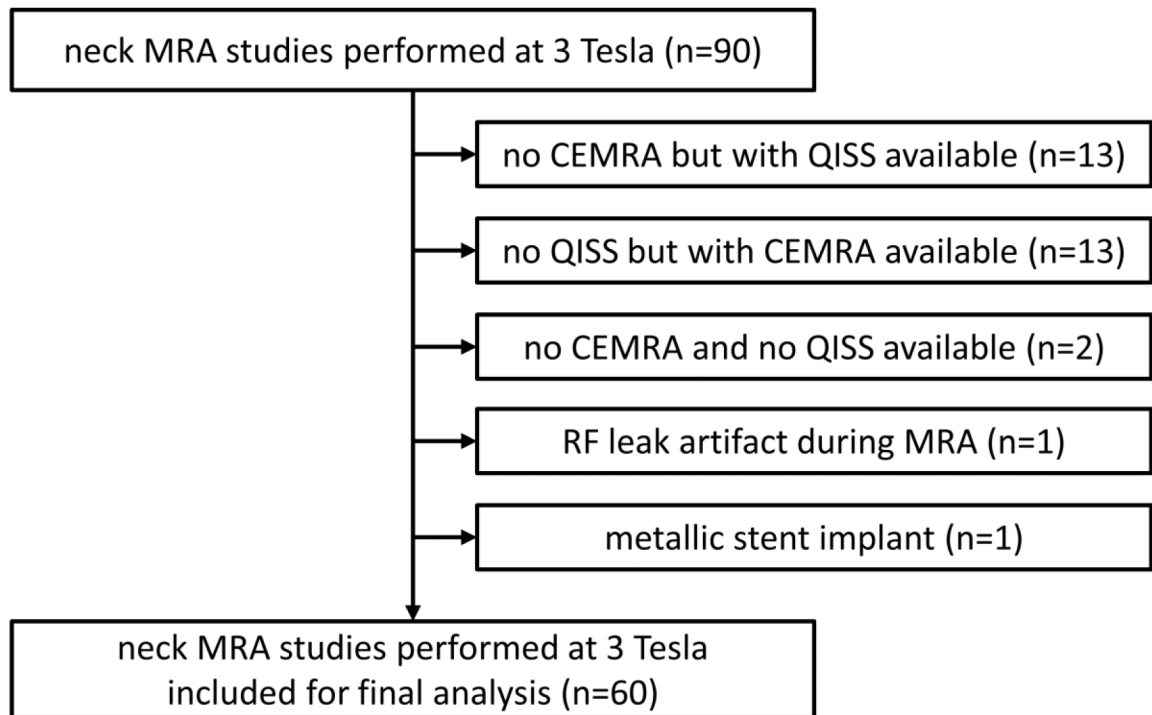 neck MRA studies performed at 3 Tesla (n=90)
no CEMRA but with QISS available (n=13)
no QISS but with CEMRA available (n=13)
no CEMRA and no QISS available (n=2)
RF leak artifact during MRA (n=1)
metallic stent implant (n=1)
neck MRA studies performed at 3 Tesla
included for final analysis (n=60)